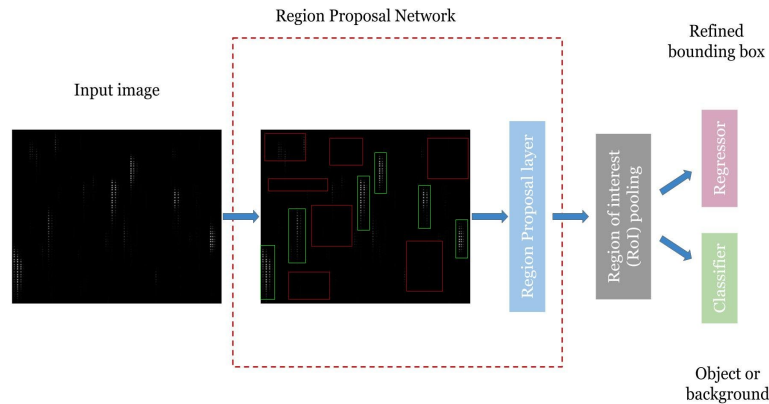 Region Proposal Network
Refined
bounding box
Input image
Region Proposal layer
Region of interest
(RoI) pooling
Regressor
Classifier
Object or
background